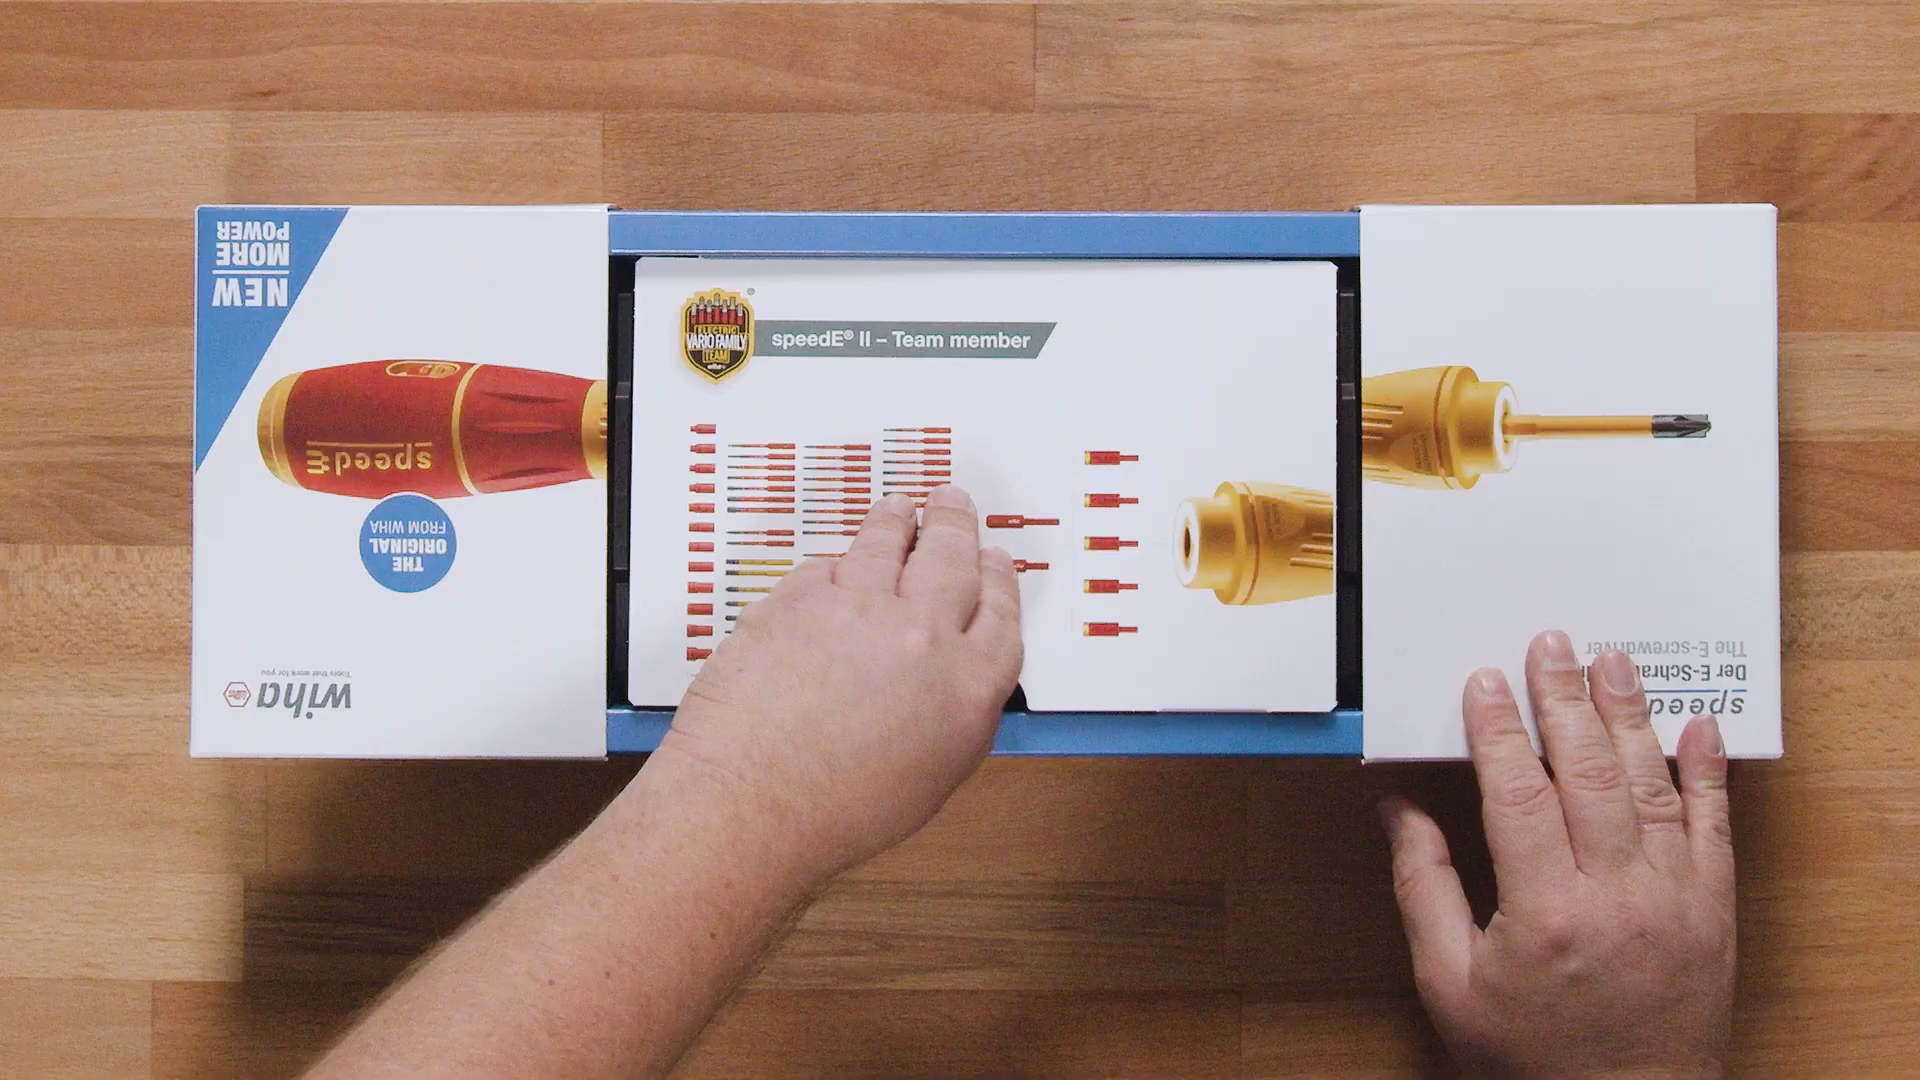 NEW
MORE
POWER
speedE
THE
ORIGINAL
FROM WIHA
wiha
Tools that work for you
ELECTRIC
VARIO FAMILY
TEAM
speedE® II – Team member
speed
Der E-Schrau
The E-screwdriver